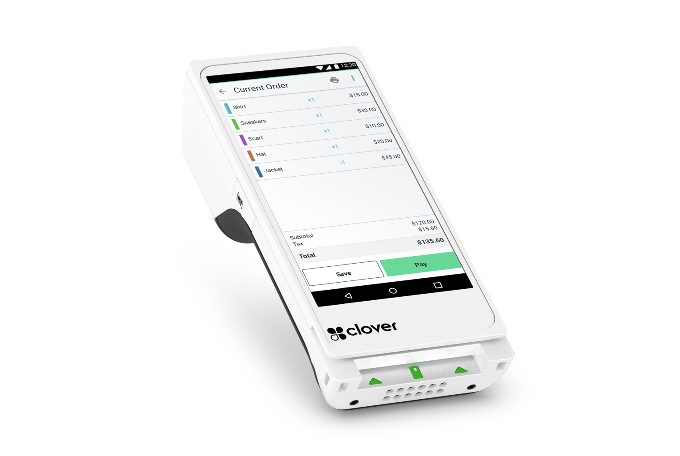 12:30
Current Order
Shirt x1 $15.00
Sneakers x1 $30.00
Scarf x1 $10.00
Hat x1 $20.00
Jacket x1 $45.00
Subtotal $120.00
Tax $15.60
Total $135.60
Save Pay
clover